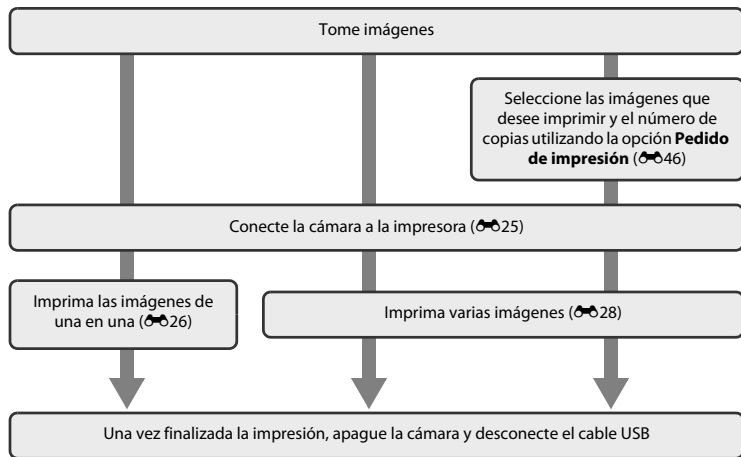 Tome imágenes
Seleccione las imágenes que
desee imprimir y el número de
copias utilizando la opción Pedido
de impresión (46)
Conecte la cámara a la impresora (25)
Imprima las imágenes de
una en una (26)
Imprima varias imágenes (28)
Una vez finalizada la impresión, apague la cámara y desconecte el cable USB